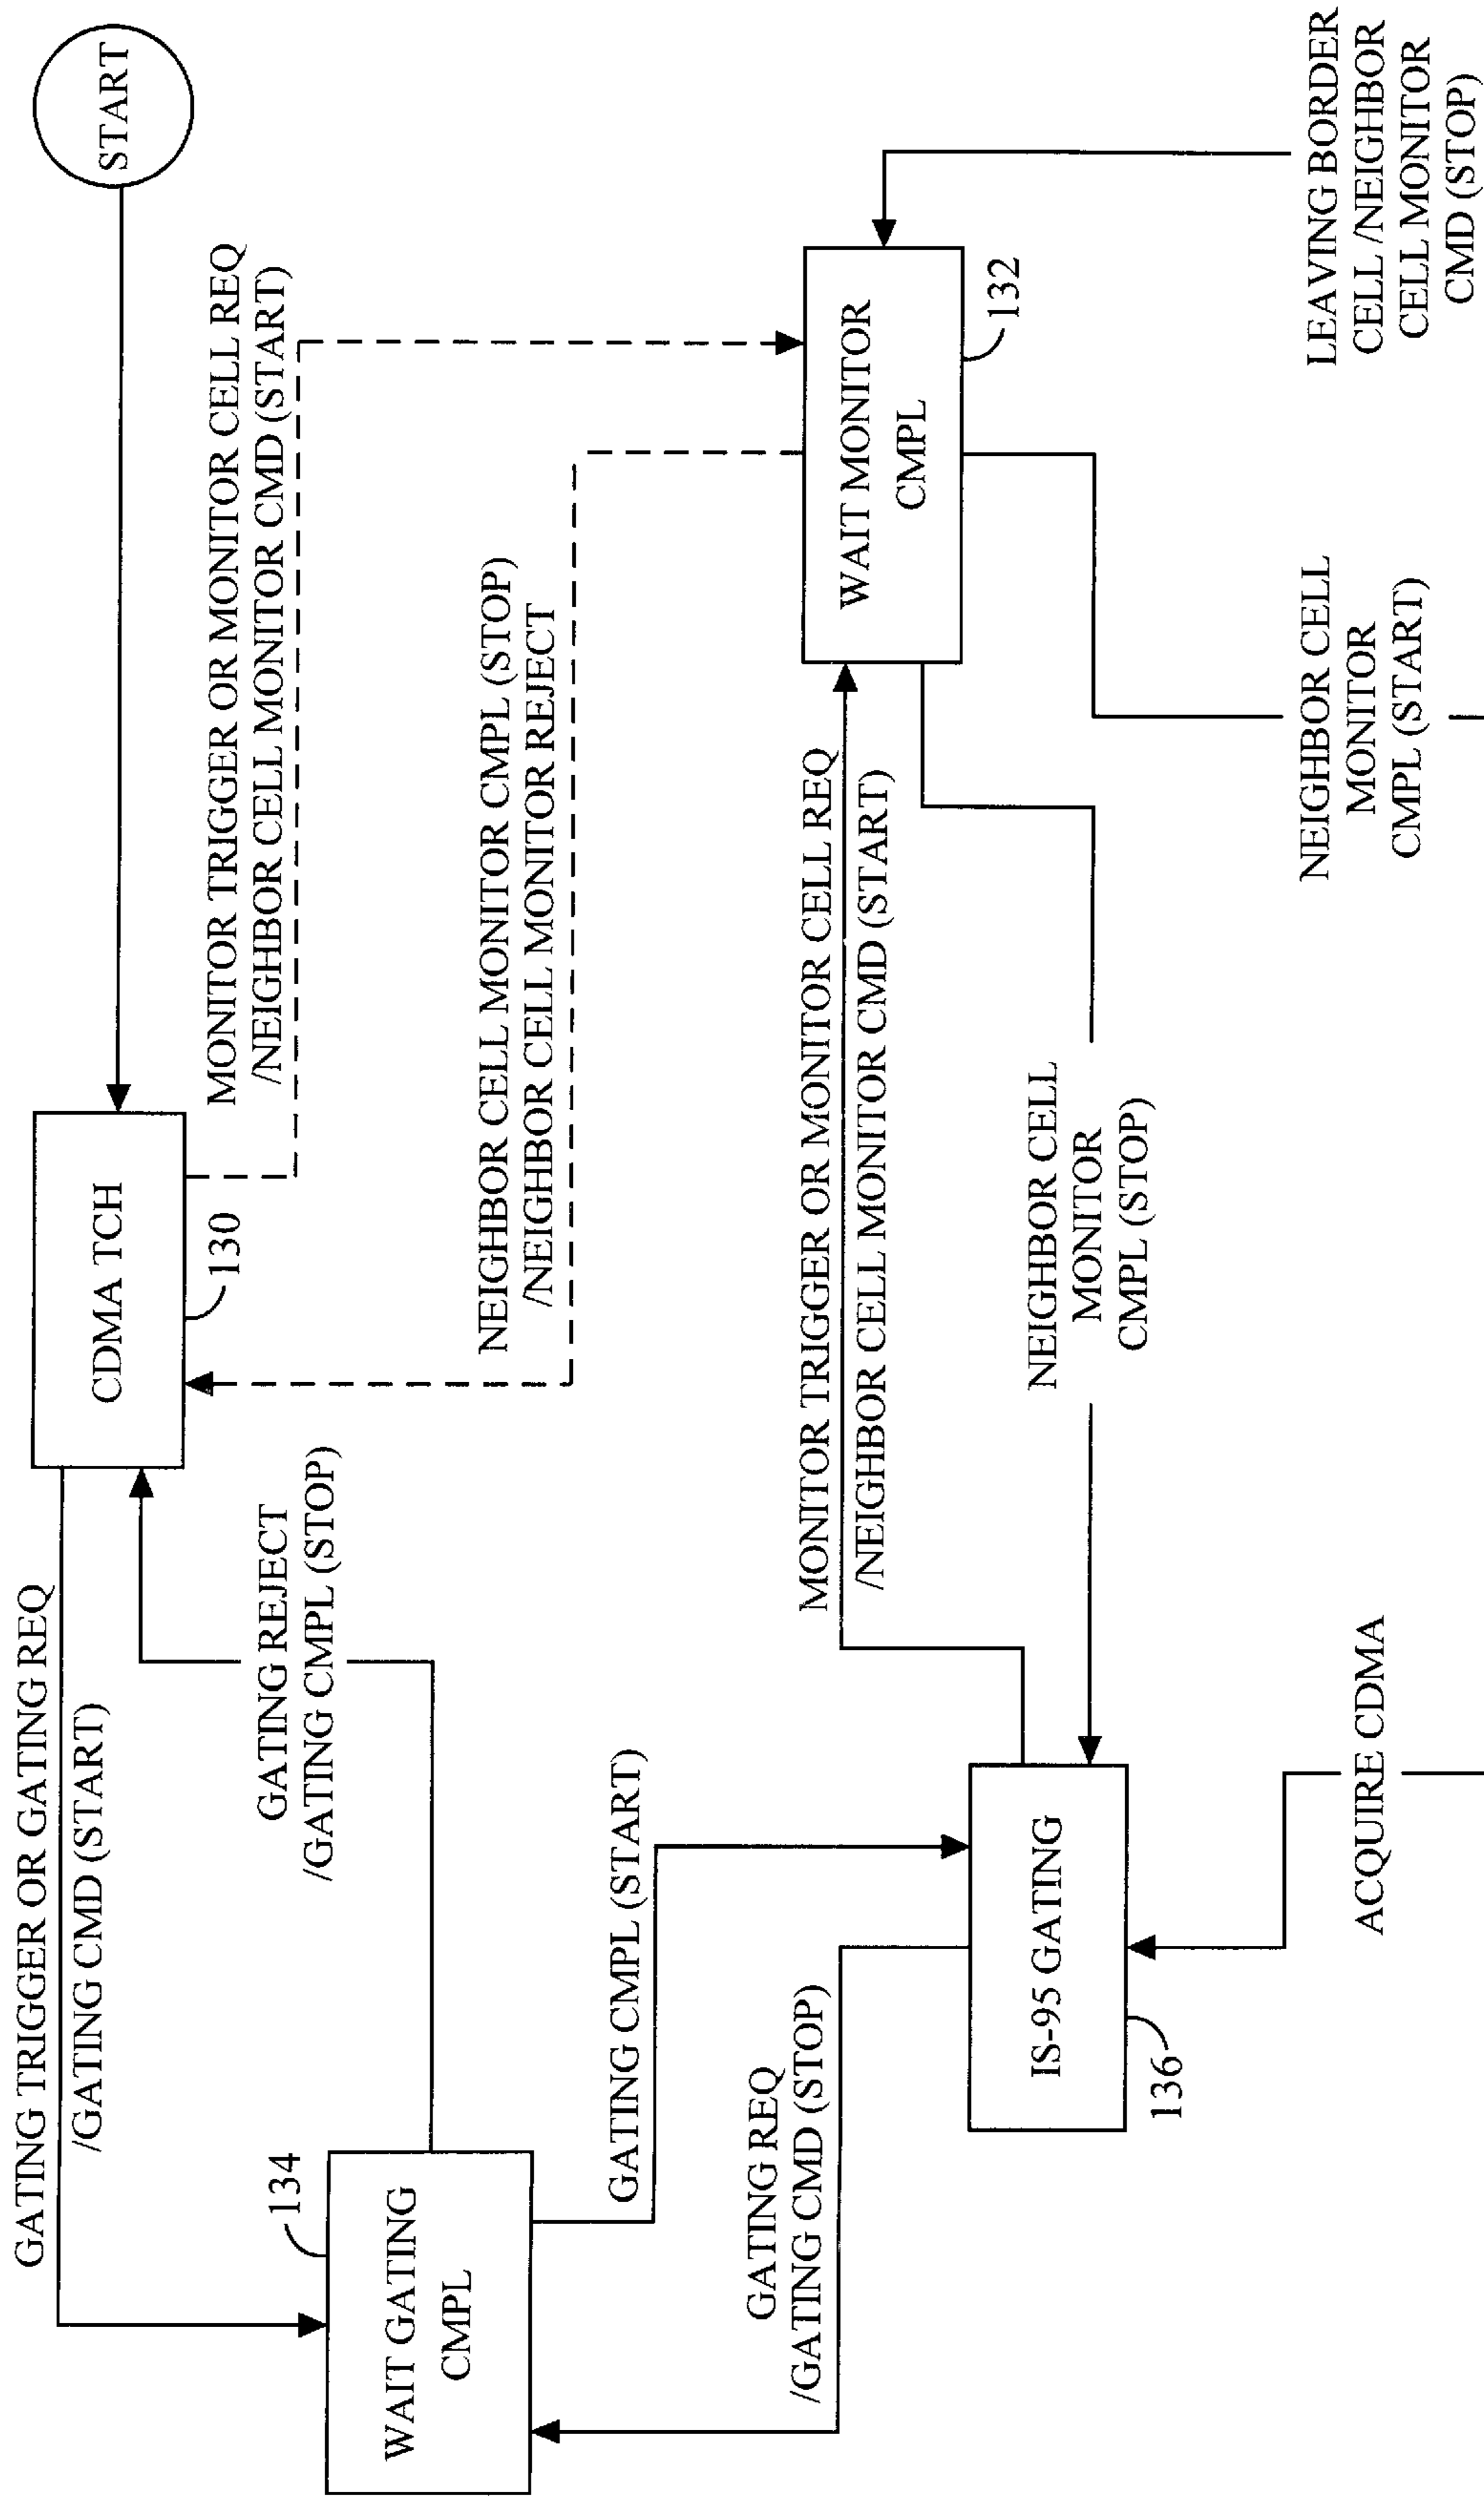 START
MONITOR TRIGGER OR MONITOR CELL REQ
/NEIGHBOR CELL MONITOR CMD (START)
CDMA TCH
130
GATING TRIGGER OR GATING REQ
/GATING CMD (START)
GATING REJECT
/GATING CMPL (STOP)
NEIGHBOR CELL MONITOR CMPL (STOP)
/NEIGHBOR CELL MONITOR REJECT
134
WAIT GATING
CMPL
GATING CMPL (START)
GATING REQ
/GATING CMD (STOP)
MONITOR TRIGGER OR MONITOR CELL REQ
/NEIGHBOR CELL MONITOR CMD (START)
WAIT MONITOR
CMPL
132
NEIGHBOR CELL
MONITOR
CMPL (STOP)
IS-95 GATING
136
ACQUIRE CDMA
NEIGHBOR CELL
MONITOR
CMPL (START)
LEAVING BORDER
CELL /NEIGHBOR
CELL MONITOR
CMD (STOP)